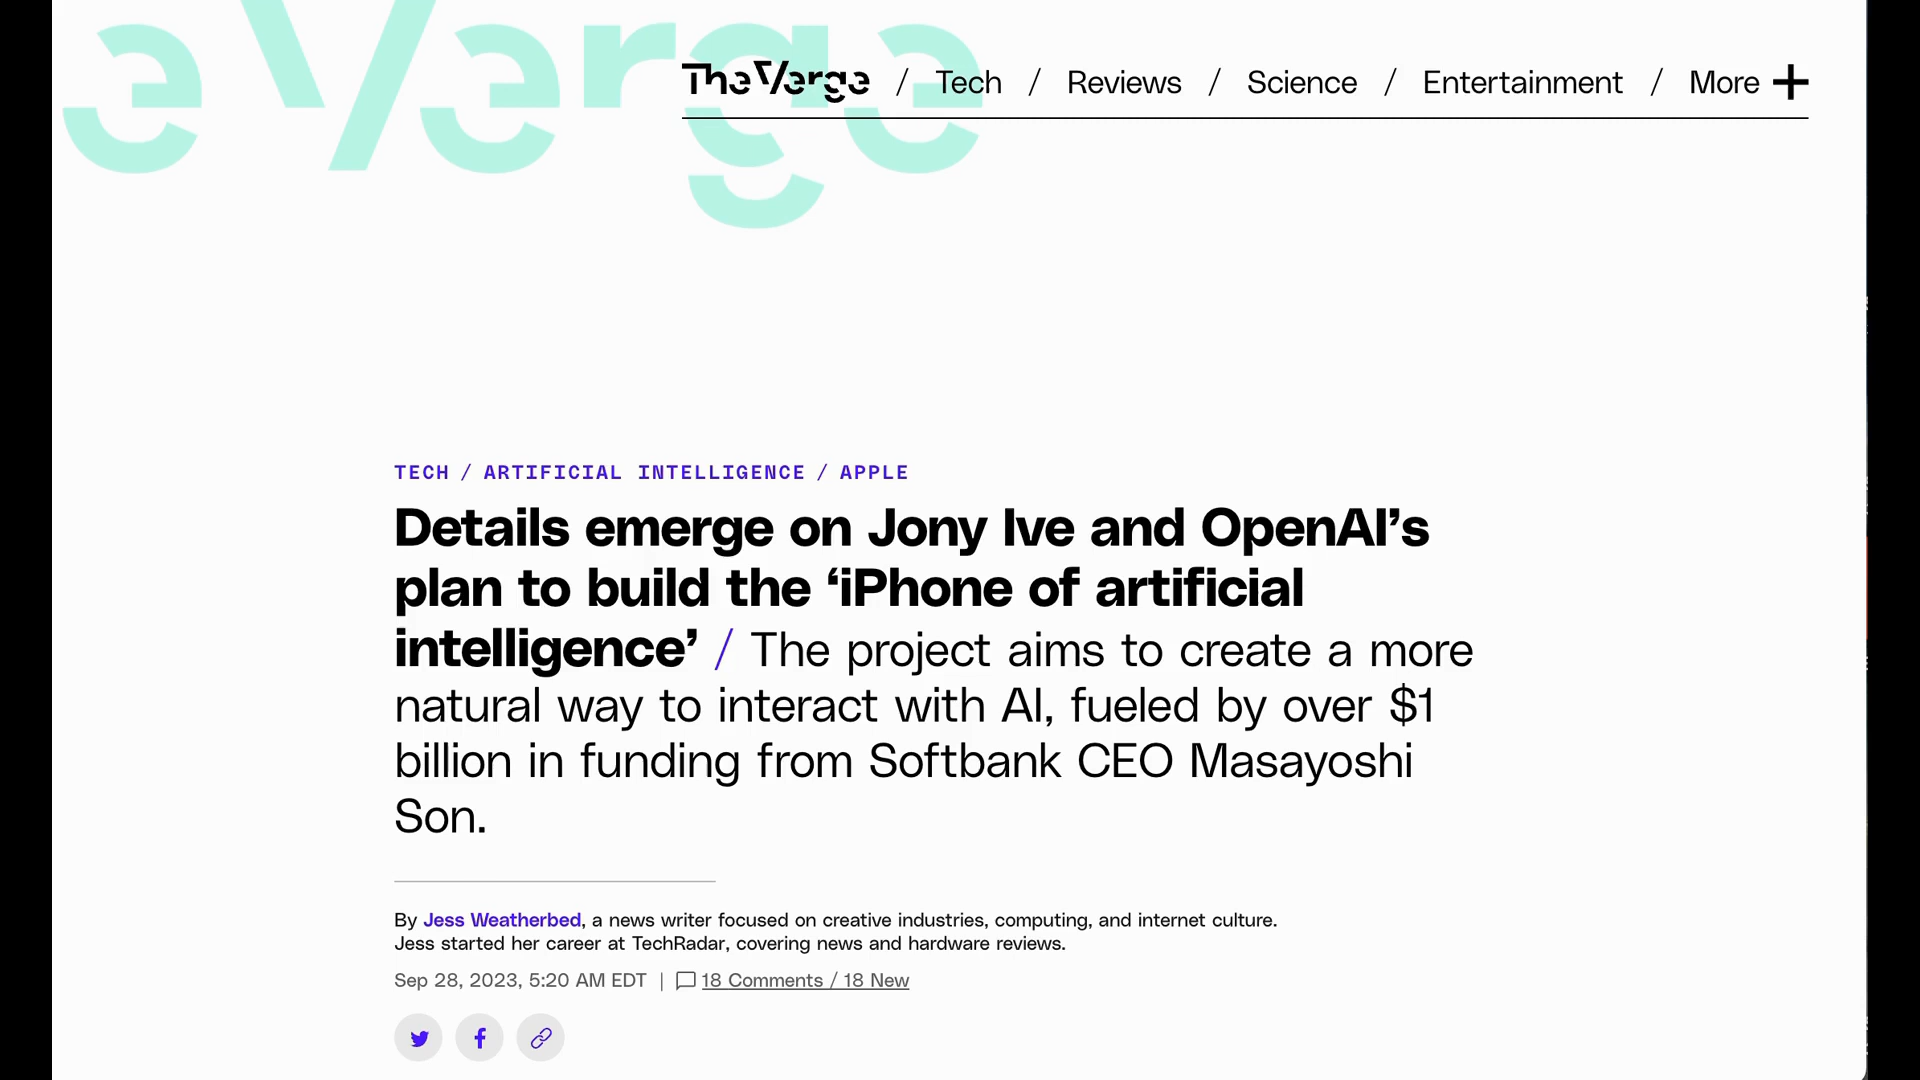 e Verge
The Verge / Tech / Reviews / Science / Entertainment / More +
TECH / ARTIFICIAL INTELLIGENCE / APPLE
Details emerge on Jony Ive and OpenAI’s
plan to build the ‘iPhone of artificial
intelligence’ / The project aims to create a more
natural way to interact with AI, fueled by over $1
billion in funding from Softbank CEO Masayoshi
Son.
By Jess Weatherbed, a news writer focused on creative industries, computing, and internet culture.
Jess started her career at TechRadar, covering news and hardware reviews.
Sep 28, 2023, 5:20 AM EDT | 18 Comments / 18 New